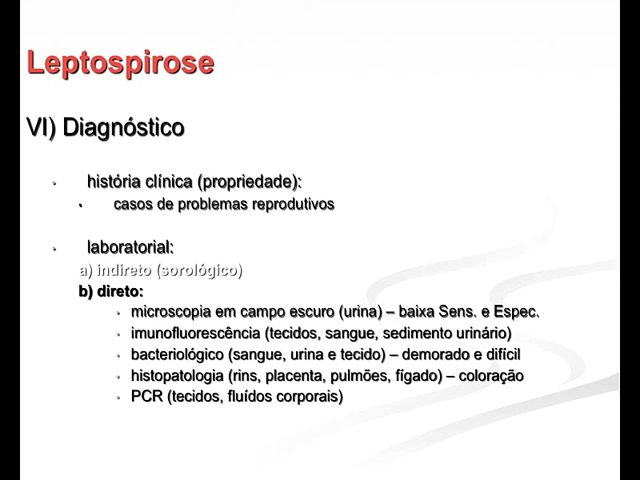 Leptospirose
VI) Diagnóstico
história clínica (propriedade):
casos de problemas reprodutivos
laboratorial:
a) indireto (sorológico)
b) direto:
microscopia em campo escuro (urina) – baixa Sens. e Espec.
imunofluorescência (tecidos, sangue, sedimento urinário)
bacteriológico (sangue, urina e tecido) – demorado e difícil
histopatologia (rins, placenta, pulmões, fígado) – coloração
PCR (tecidos, fluídos corporais)